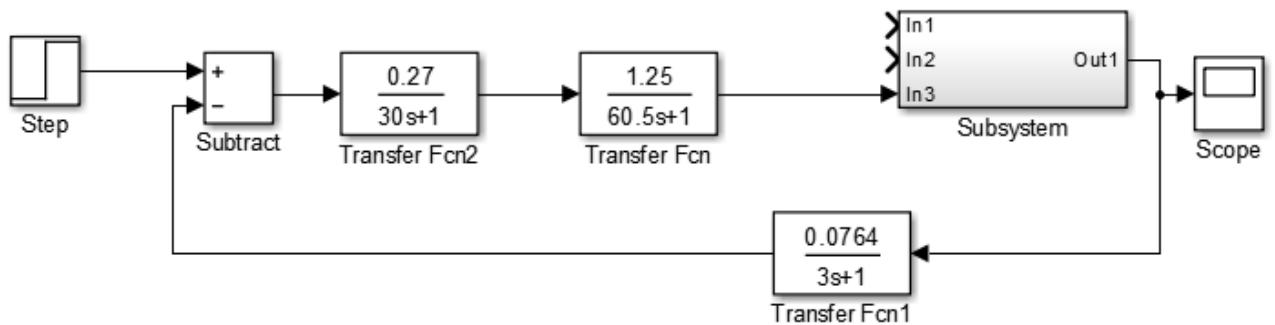 Step
+
−
Subtract
0.27
30s+1
Transfer Fcn2
1.25
60.5s+1
Transfer Fcn
In1
In2
In3
Out1
Subsystem
Scope
0.0764
3s+1
Transfer Fcn1